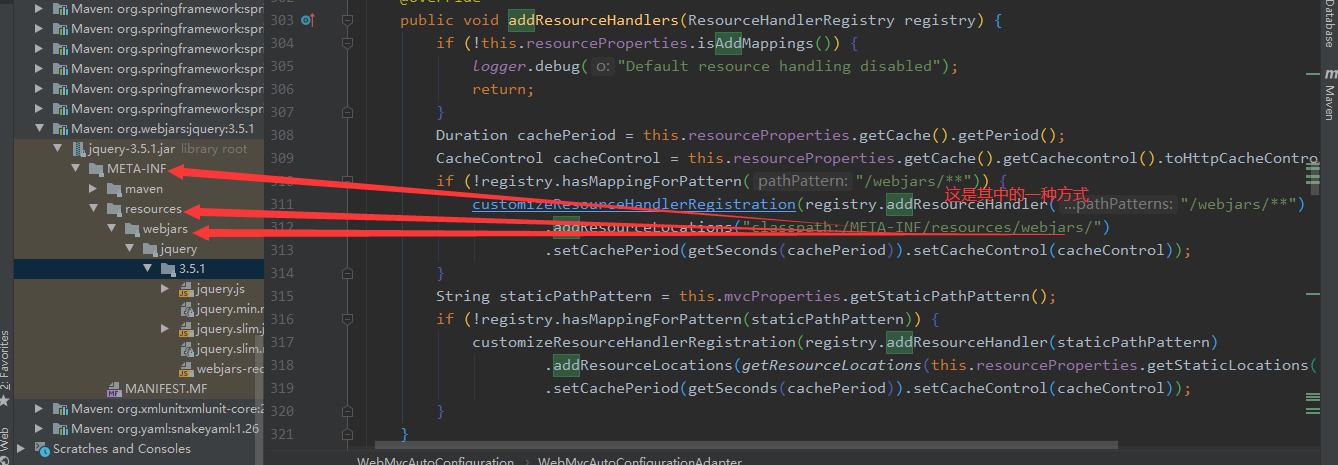 Maven: org.springframework:spr
Maven: org.springframework:spr
Maven: org.springframework:spr
Maven: org.springframework:spr
Maven: org.springframework:spr
Maven: org.springframework:spr
Maven: org.webjars:jquery:3.5.1
jquery-3.5.1.jar library root
META-INF
maven
resources
webjars
jquery
3.5.1
jquery.js
jquery.min.
jquery.slim.j
jquery.slim.
webjars-rec
MANIFEST.MF
Maven: org.xmlunit:xmlunit-core:2
Maven: org.yaml:snakeyaml:1.26
Scratches and Consoles
2: Favorites
Web
@Override
303 public void addResourceHandlers(ResourceHandlerRegistry registry) {
304 if (!this.resourceProperties.isAddMappings()) {
305 logger.debug( o: "Default resource handling disabled");
306 return;
307 }
308 Duration cachePeriod = this.resourceProperties.getCache().getPeriod();
309 CacheControl cacheControl = this.resourceProperties.getCache().getCachecontrol().toHttpCacheContro
if (!registry.hasMappingForPattern( pathPattern: "/webjars/**")) {
这是其中的一种方式
311 customizeResourceHandlerRegistration(registry.addResourceHandler( ...pathPatterns: "/webjars/**")
312 .addResourceLocations("classpath:/META-INF/resources/webjars/")
313 .setCachePeriod(getSeconds(cachePeriod)).setCacheControl(cacheControl));
314 }
315 String staticPathPattern = this.mvcProperties.getStaticPathPattern();
316 if (!registry.hasMappingForPattern(staticPathPattern)) {
317 customizeResourceHandlerRegistration(registry.addResourceHandler(staticPathPattern)
318 .addResourceLocations(getResourceLocations(this.resourceProperties.getStaticLocations(
319 .setCachePeriod(getSeconds(cachePeriod)).setCacheControl(cacheControl));
320 }
321 }
WebMvcAutoConfiguration › WebMvcAutoConfigurationAdapter
Database
Maven